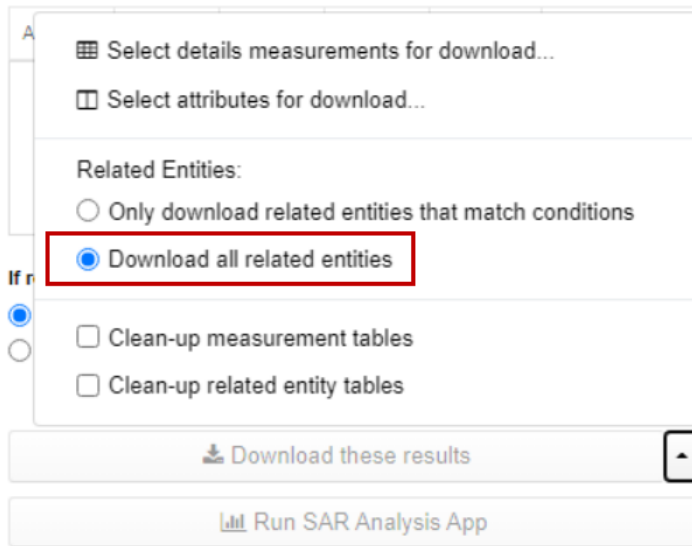 A
Select details measurements for download...
Select attributes for download...
Related Entities:
Only download related entities that match conditions
Download all related entities
If r
Clean-up measurement tables
Clean-up related entity tables
Download these results
Run SAR Analysis App